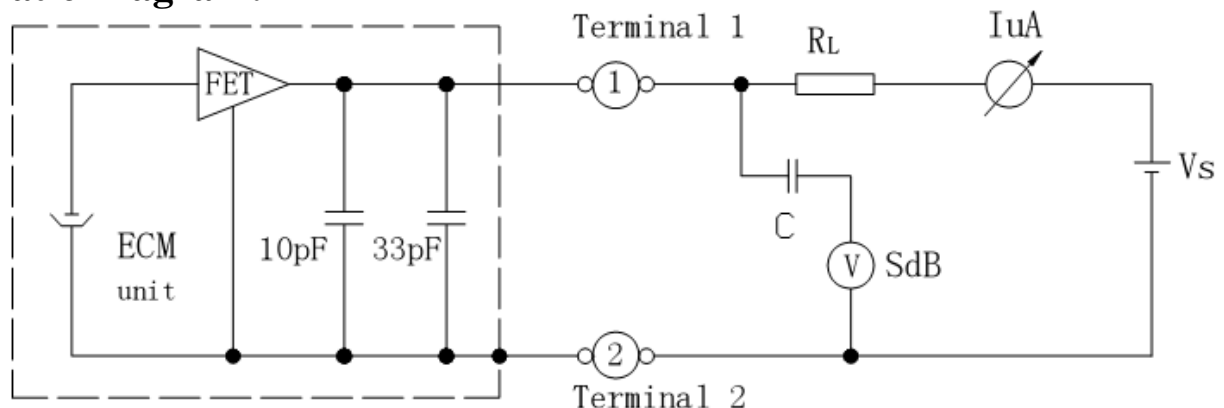 Terminal 1
RL
IuA
FET
1
Vs
ECM
unit
10pF
33pF
C
V
SdB
2
Terminal 2